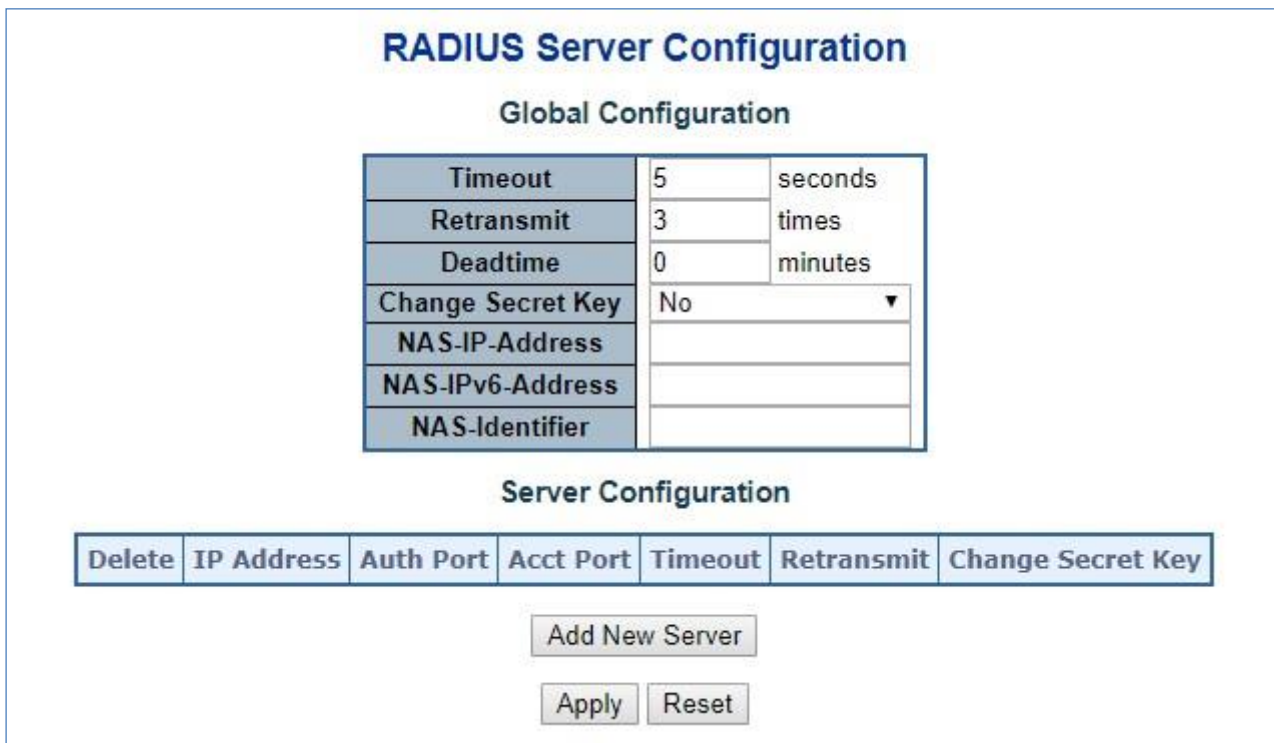 RADIUS Server Configuration
Global Configuration
Timeout 5 seconds
Retransmit 3 times
Deadtime 0 minutes
Change Secret Key No
NAS-IP-Address
NAS-IPv6-Address
NAS-Identifier
Server Configuration
Delete IP Address Auth Port Acct Port Timeout Retransmit Change Secret Key
Add New Server
Apply Reset